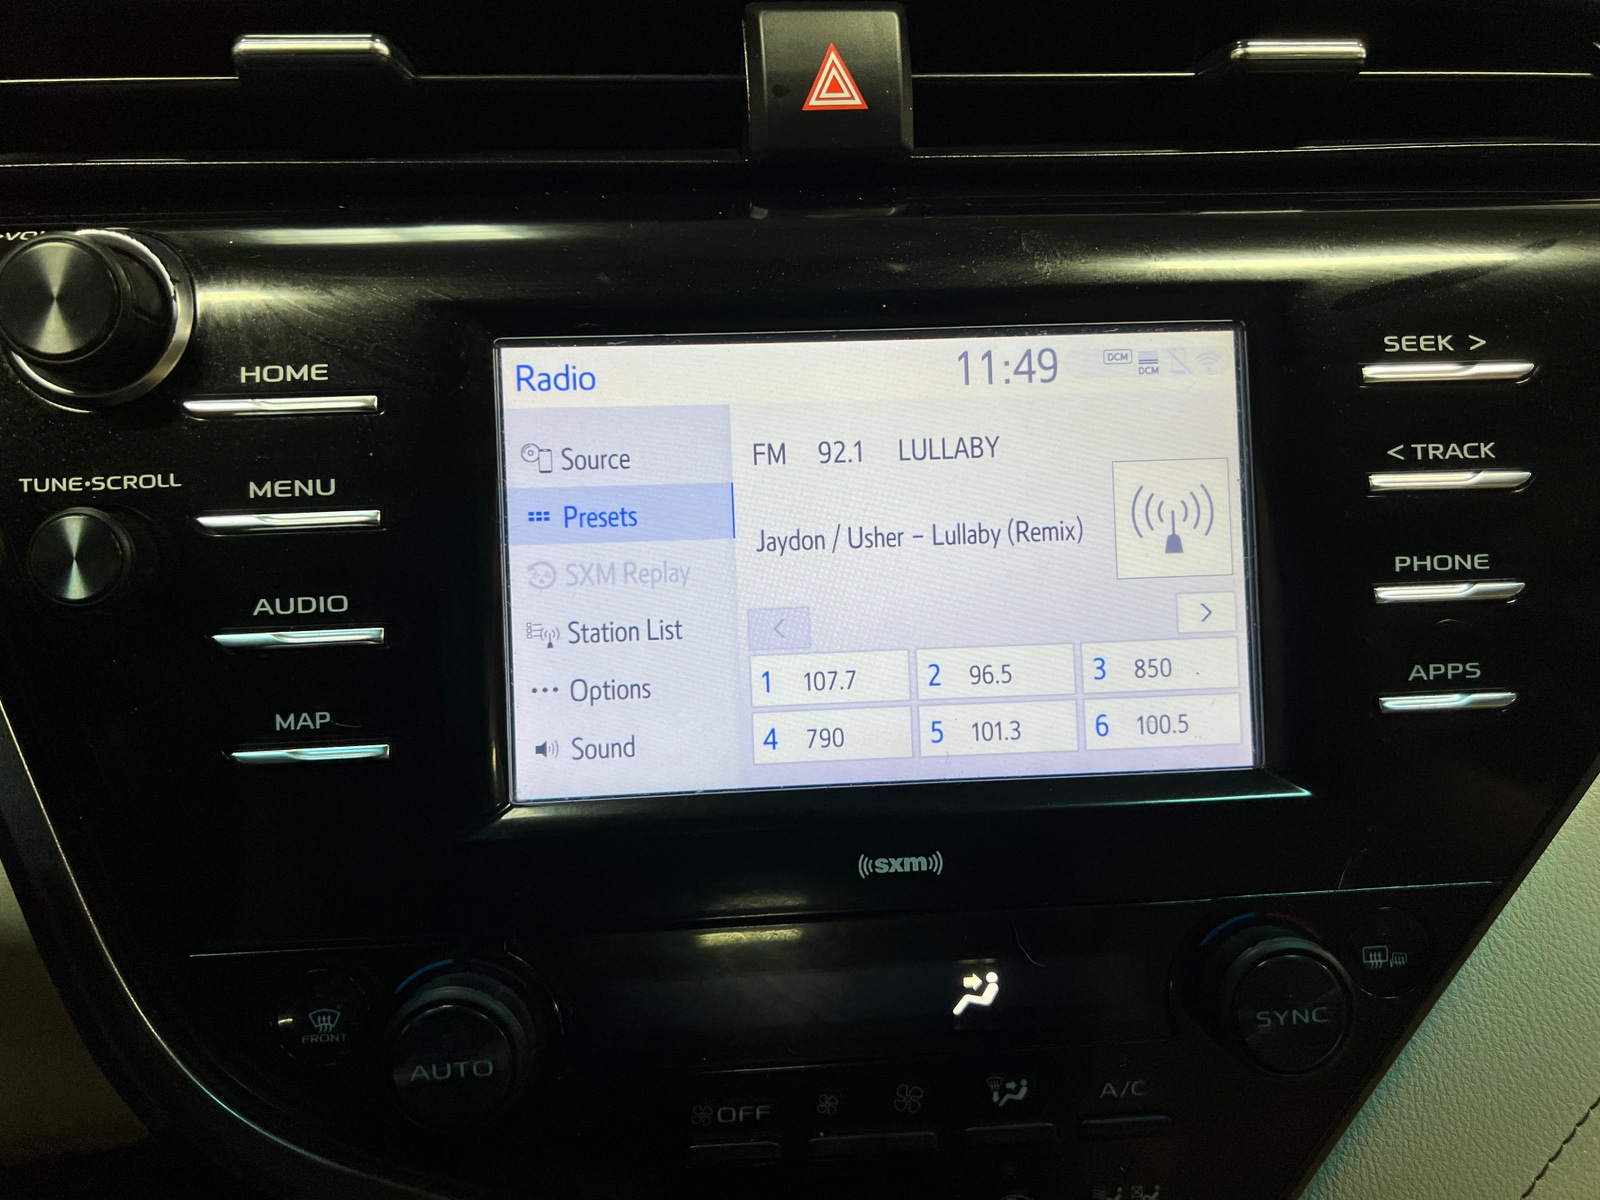 HOME
MENU
TUNE•SCROLL
AUDIO
MAP
Radio
11:49
DCM
DCM
Source
Presets
SXM Replay
Station List
Options
Sound
FM 92.1 LULLABY
Jaydon / Usher – Lullaby (Remix)
<
>
1 107.7
2 96.5
3 850
4 790
5 101.3
6 100.5
SEEK >
< TRACK
PHONE
APPS
((sxm))
FRONT
AUTO
SYNC
OFF
A/C